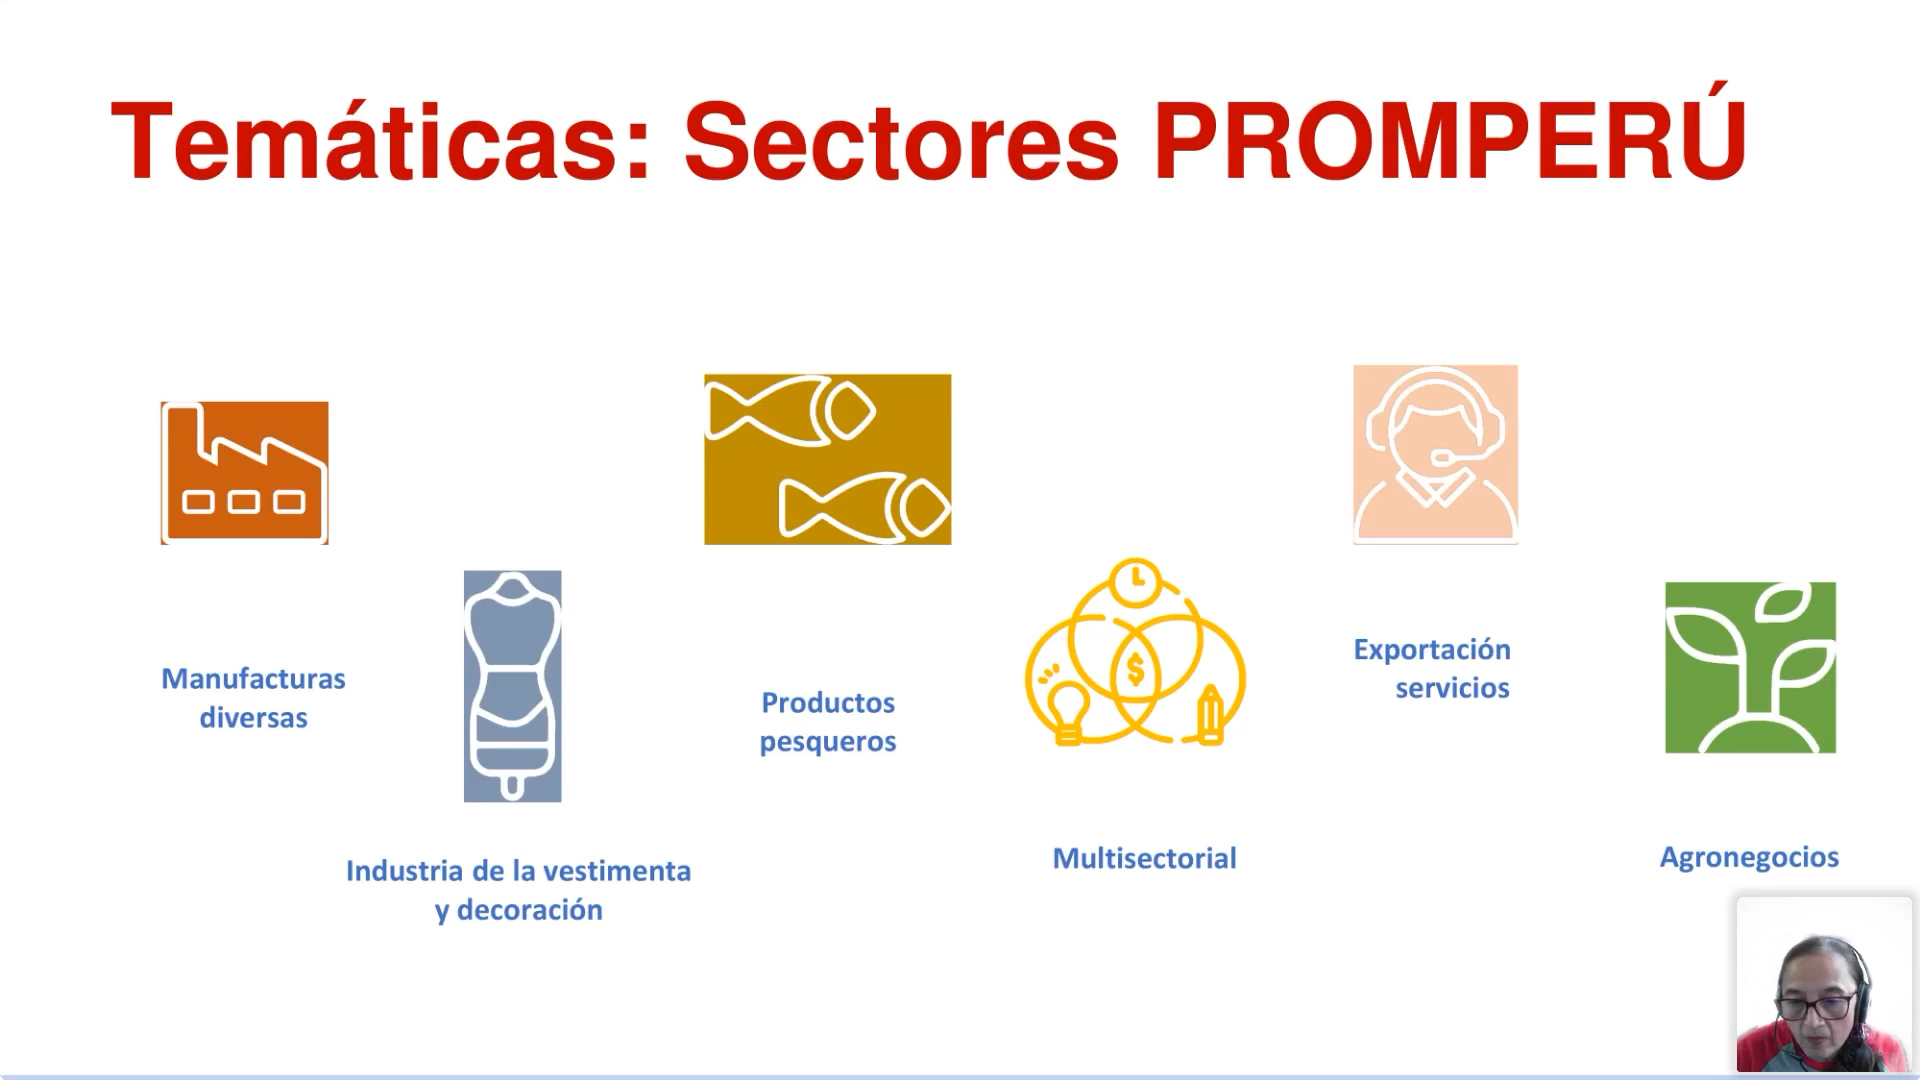 Temáticas: Sectores PROMPERÚ
Manufacturas
diversas
Industria de la vestimenta
y decoración
Productos
pesqueros
$
Multisectorial
Exportación
servicios
Agronegocios